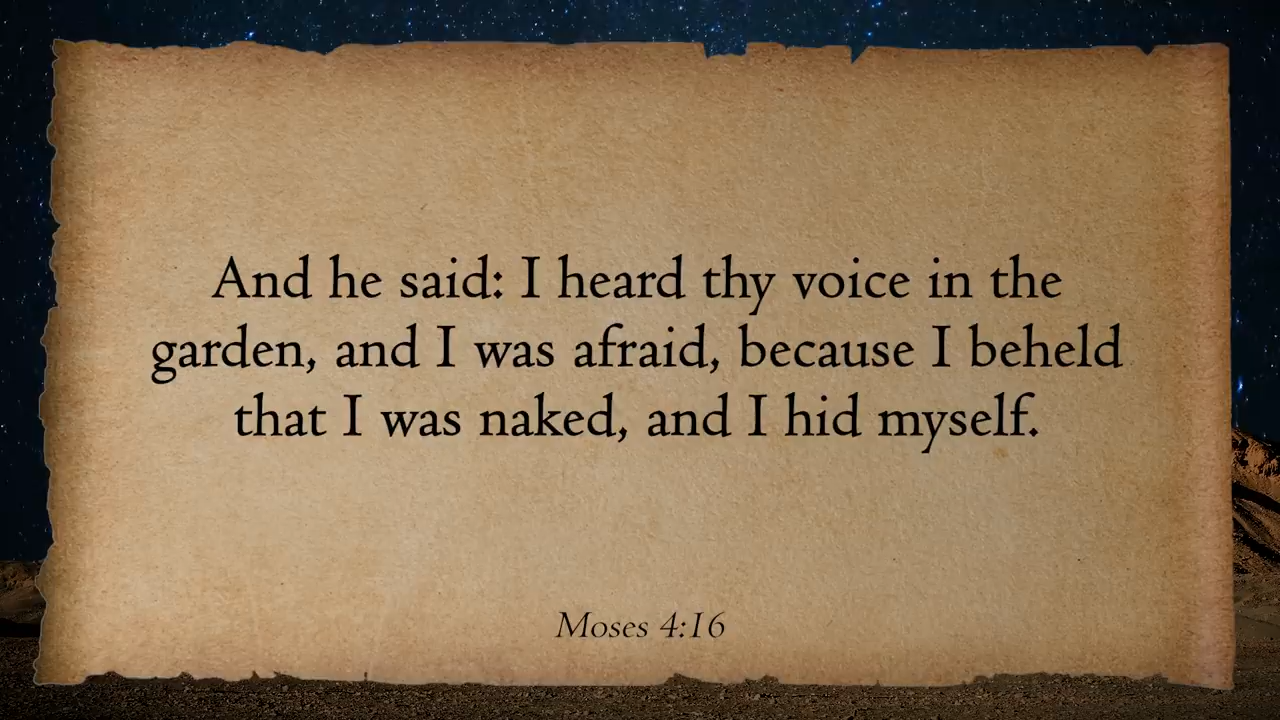 And he said: I heard thy voice in the
garden, and I was afraid, because I beheld
that I was naked, and I hid myself.
Moses 4:16